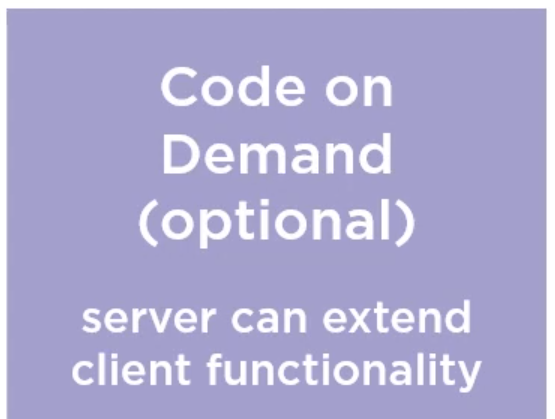 Code on
Demand
(optional)
server can extend
client functionality